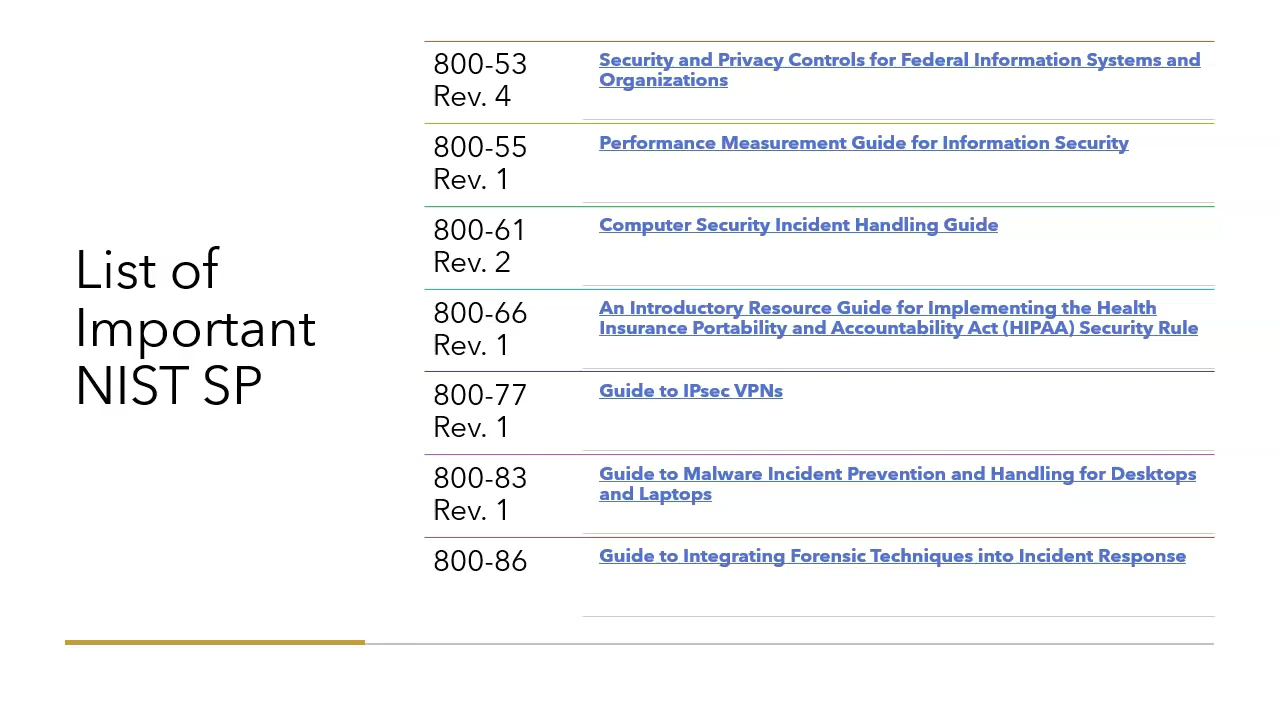 List of
Important
NIST SP
800-53
Rev. 4
Security and Privacy Controls for Federal Information Systems and
Organizations
800-55
Rev. 1
Performance Measurement Guide for Information Security
800-61
Rev. 2
Computer Security Incident Handling Guide
800-66
Rev. 1
An Introductory Resource Guide for Implementing the Health
Insurance Portability and Accountability Act (HIPAA) Security Rule
800-77
Rev. 1
Guide to IPsec VPNs
800-83
Rev. 1
Guide to Malware Incident Prevention and Handling for Desktops
and Laptops
800-86
Guide to Integrating Forensic Techniques into Incident Response